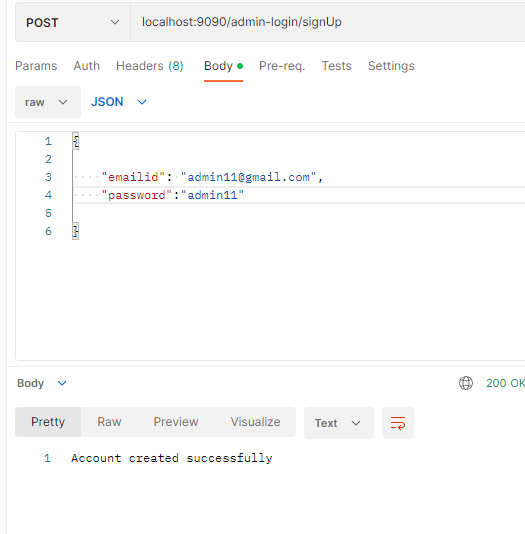 POST localhost:9090/admin-login/signUp
Params Auth Headers (8) Body Pre-req. Tests Settings
raw JSON
1 {
2
3 "emailid": "admin11@gmail.com",
4 "password":"admin11"
5
6 }
Body 200 OK
Pretty Raw Preview Visualize Text
1 Account created successfully